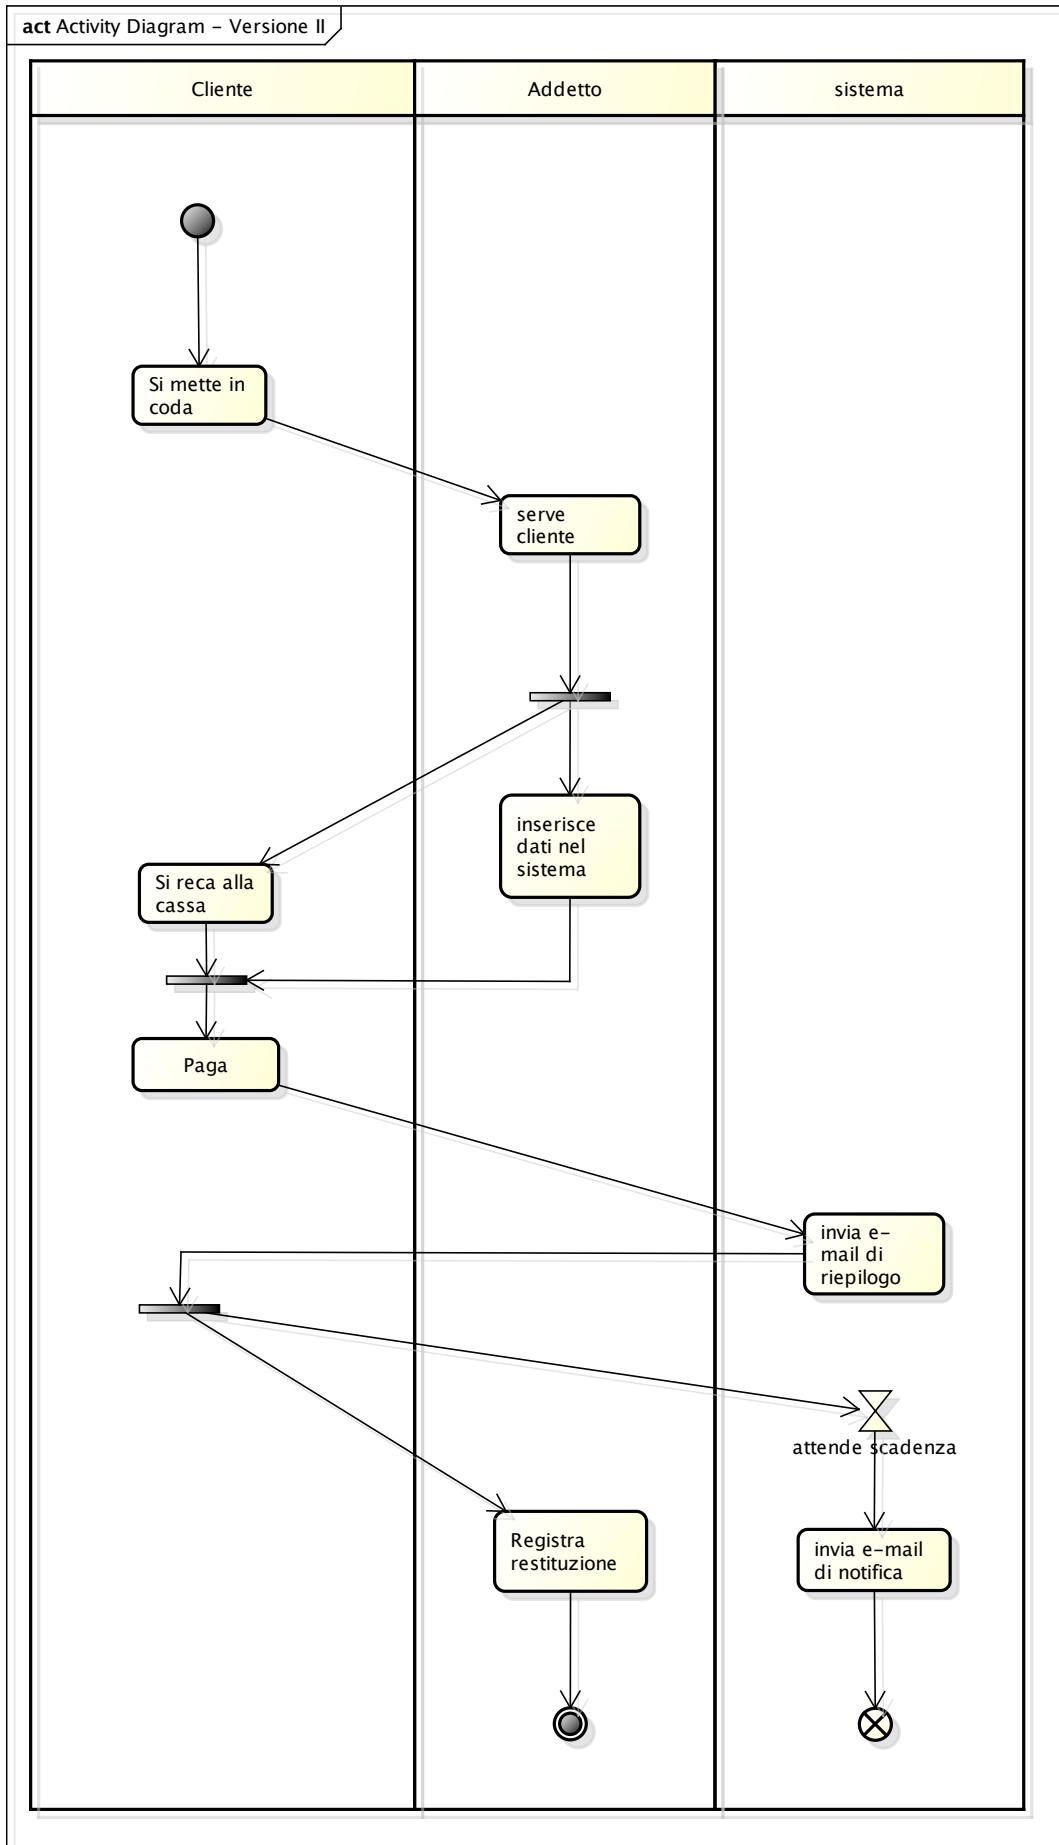 act Activity Diagram - Versione II
Cliente
Addetto
sistema
Si mette in
coda
serve
cliente
inserisce
dati nel
sistema
Si reca alla
cassa
Paga
invia e-
mail di
riepilogo
attende scadenza
Registra
restituzione
invia e-mail
di notifica